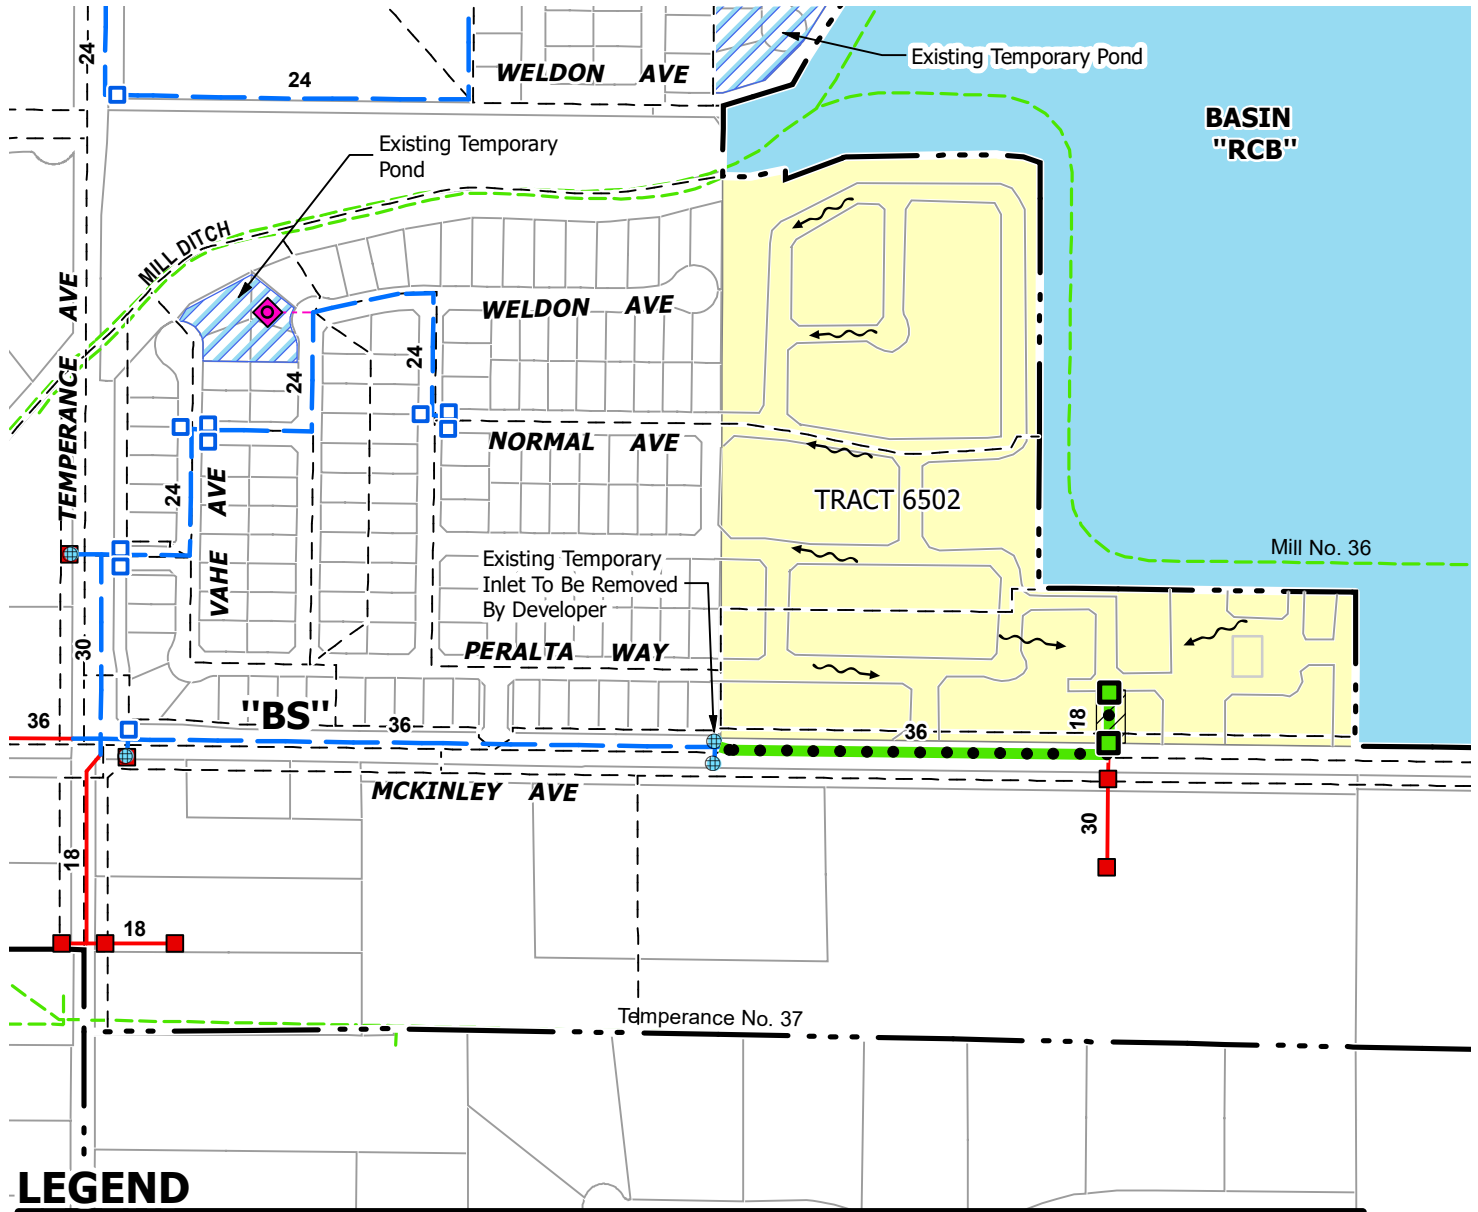 24
24
WELDON AVE
Existing Temporary Pond
BASIN
"RCB"
Existing Temporary
Pond
MILL DITCH
TEMPERANCE AVE
WELDON AVE
24
24
NORMAL AVE
24
VAHE AVE
TRACT 6502
Mill No. 36
Existing Temporary
Inlet To Be Removed
By Developer
30
PERALTA WAY
"BS"
36
36
36
18
MCKINLEY AVE
30
18
18
Temperance No. 37
LEGEND